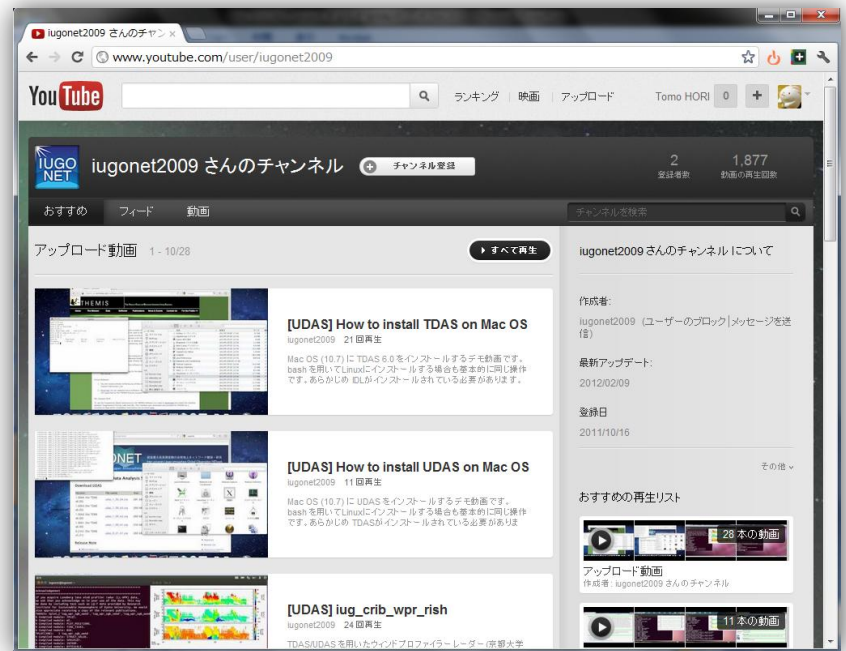 iugonet2009 さんのチャン
www.youtube.com/user/iugonet2009
YouTube
ランキング 映画 アップロード Tomo HORI 0 +
IUGO
NET
iugonet2009 さんのチャンネル
チャンネル登録
2
登録者数
1,877
動画の再生回数
おすすめ フィード 動画
チャンネルを検索
アップロード動画 1 - 10/28
すべて再生
THEMIS
[UDAS] How to install TDAS on Mac OS
iugonet2009 21 回再生
Mac OS (10.7) に TDAS 6.0 をインストールするデモ動画です。
bash を用いてLinuxにインストールする場合も基本的に同じ操作
です。あらかじめ IDLがインストールされている必要があります。
[UDAS] How to install UDAS on Mac OS
iugonet2009 11 回再生
Mac OS (10.7) に UDAS をインストールするデモ動画です。
bash を用いてLinuxにインストールする場合も基本的に同じ操作
です。あらかじめ TDASがインストールされている必要がありま
[UDAS] iug_crib_wpr_rish
iugonet2009 24 回再生
TDAS/UDAS を用いたウィンドプロファイラーレーダー(京都大学
iugonet2009 さんのチャンネル について
作成者:
iugonet2009 (ユーザーのブロック|メッセージを送
信)
最新アップデート:
2012/02/09
登録日
2011/10/16
その他
おすすめの再生リスト
28 本の動画
アップロード動画
作成者: iugonet2009 さんのチャンネル
11 本の動画